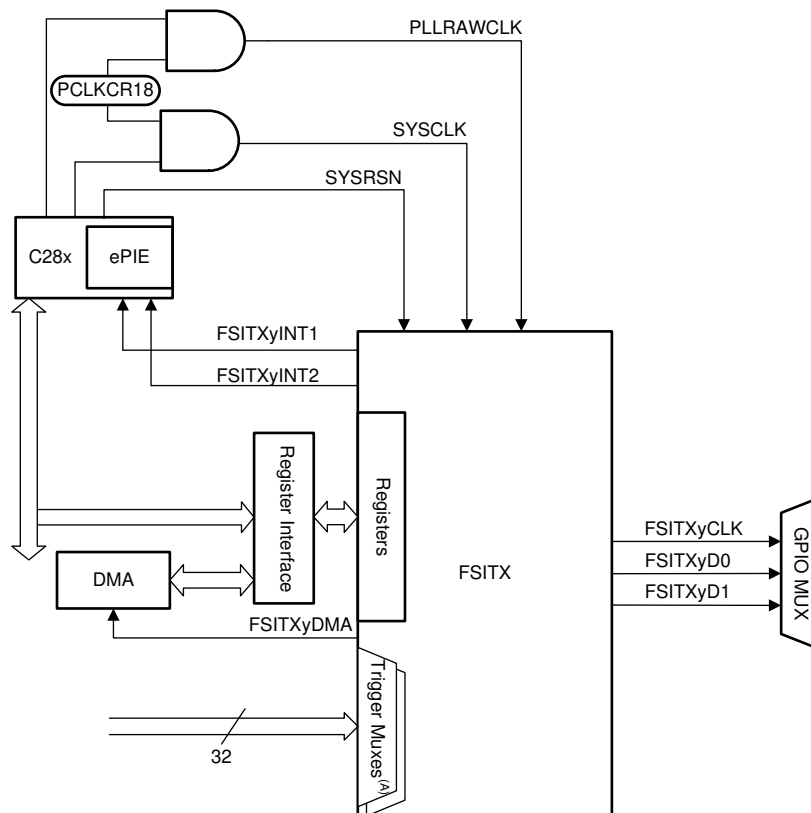 PLLRAWCLK
PCLKCR18
SYSCLK
SYSRSN
C28x
ePIE
FSITXyINT1
FSITXyINT2
Register Interface
Registers
FSITX
FSITXyCLK
FSITXyD0
FSITXyD1
GPIO MUX
DMA
FSITXyDMA
Trigger Muxes(A)
32